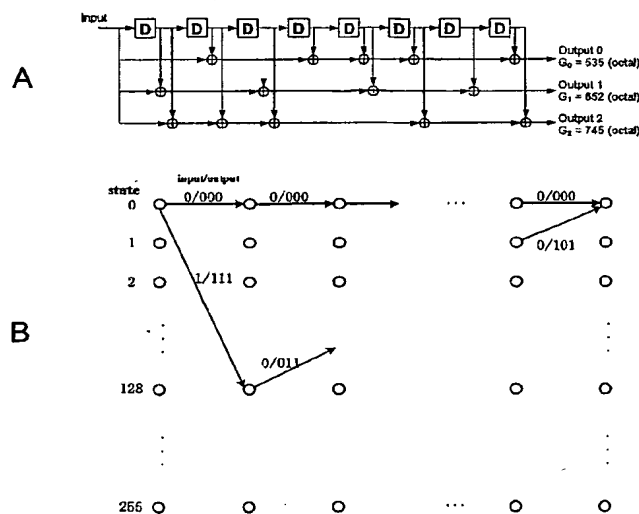 Input
D D D D D D D D
Output 0
G₀ = 535 (octal)
A
Output 1
G₁ = 652 (octal)
Output 2
G₂ = 745 (octal)
state
input/output
0
0/000
0/000
...
0/000
1
0/101
2
1/111
B
0/011
128
255
...